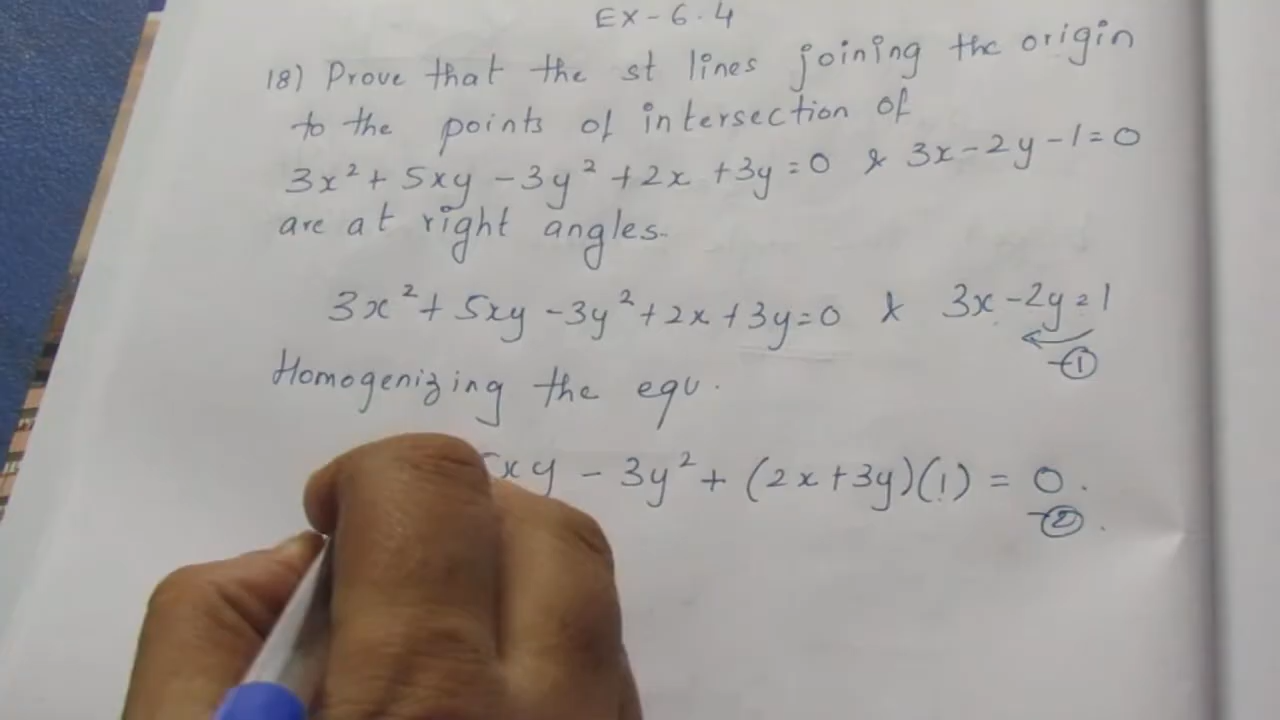 EX-6.4
18) Prove that the st lines joining the origin
to the points of intersection of
3x² + 5xy - 3y² + 2x + 3y = 0 & 3x - 2y - 1 = 0
are at right angles.
3x² + 5xy - 3y² + 2x + 3y = 0 & 3x - 2y = 1
①
Homogenizing the equ.
xy - 3y² + (2x + 3y)(1) = 0.
②.